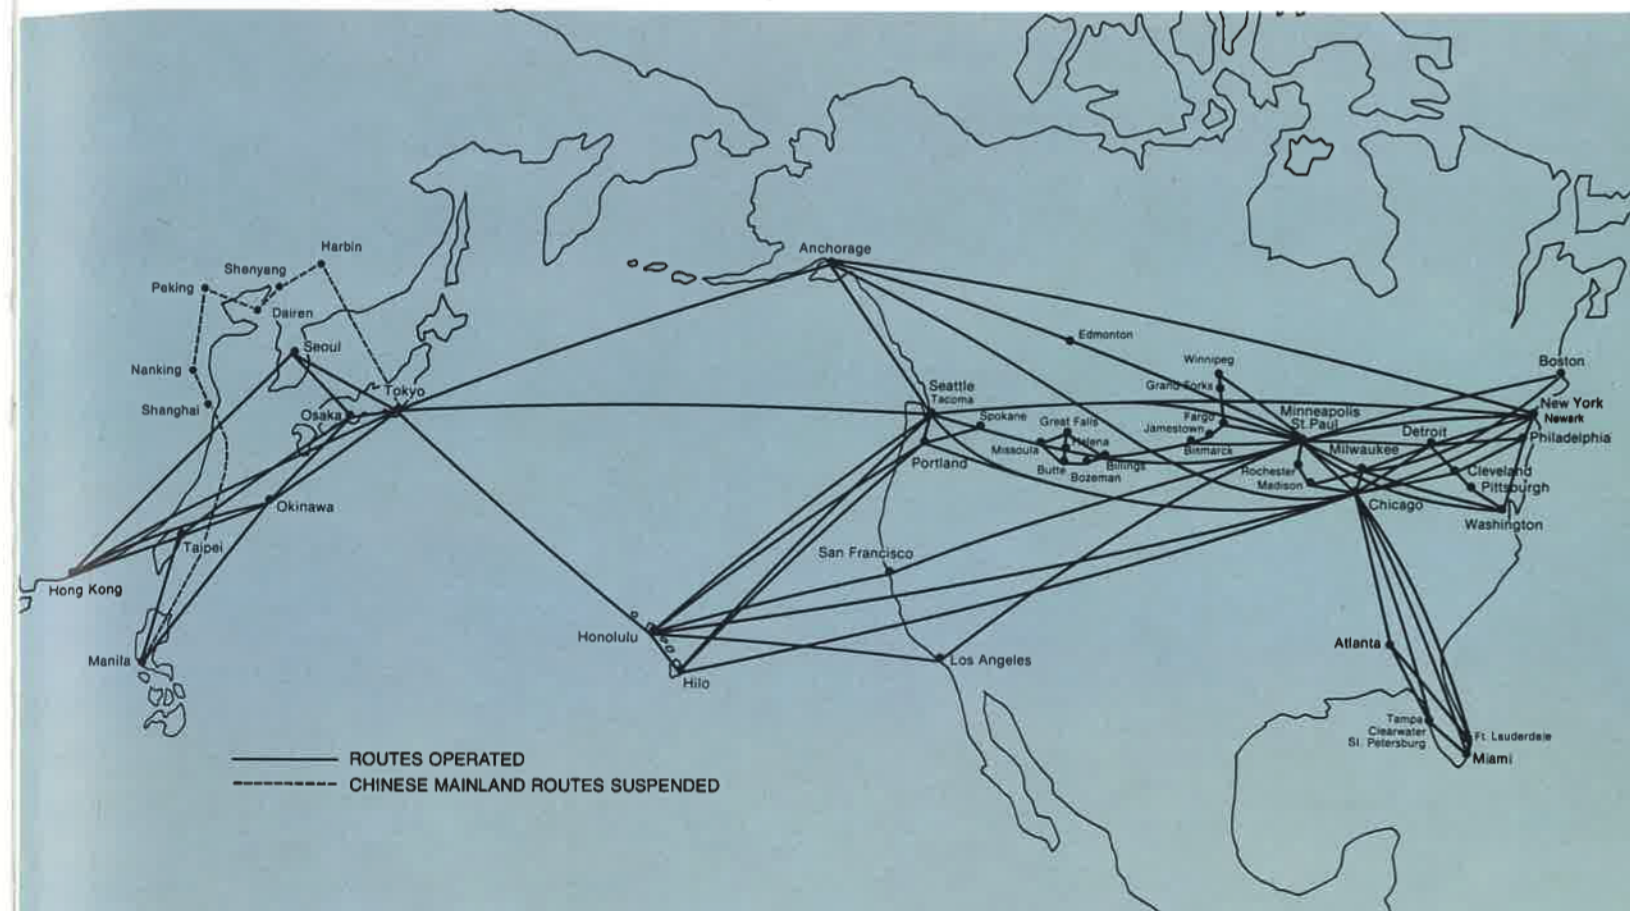 Anchorage
Harbin
Shenyang
Peking
Dairen
Edmonton
Seoul
Winnipeg
Boston
Nanking
Tokyo
Seattle
Tacoma
Grand Forks
New York
Newark
Shanghai
Osaka
Spokane
Great Falls
Fargo
Jamestown
Minneapolis
St. Paul
Detroit
Philadelphia
Missoula
Helena
Bismarck
Milwaukee
Portland
Butte
Billings
Bozeman
Rochester
Madison
Cleveland
Pittsburgh
Okinawa
Chicago
Washington
Taipei
San Francisco
Hong Kong
Honolulu
Atlanta
Manila
Los Angeles
Hilo
Tampa
Clearwater
St. Petersburg
Ft. Lauderdale
Miami
ROUTES OPERATED
CHINESE MAINLAND ROUTES SUSPENDED